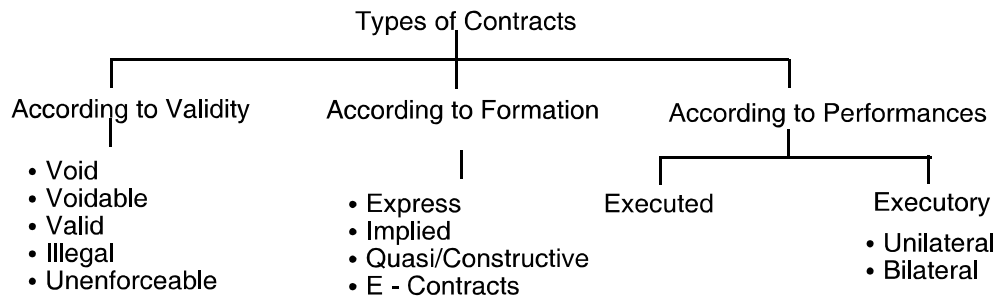 Types of Contracts
According to Validity
• Void
• Voidable
• Valid
• Illegal
• Unenforceable
According to Formation
• Express
• Implied
• Quasi/Constructive
• E - Contracts
According to Performances
Executed
Executory
• Unilateral
• Bilateral